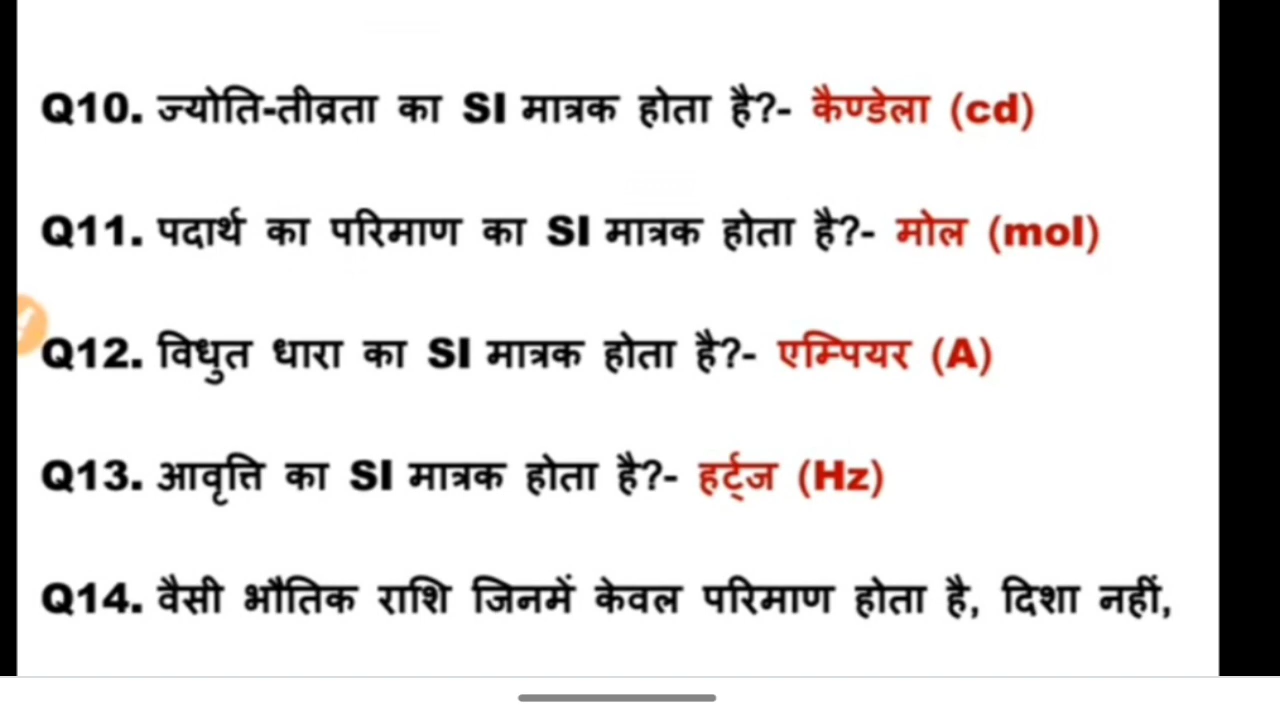 Q10. ज्योति-तीव्रता का SI मात्रक होता है?- कैण्डेला (cd)
Q11. पदार्थ का परिमाण का SI मात्रक होता है?- मोल (mol)
Q12. विधुत धारा का SI मात्रक होता है?- एम्पियर (A)
Q13. आवृत्ति का SI मात्रक होता है?- हर्ट्ज (Hz)
Q14. वैसी भौतिक राशि जिनमें केवल परिमाण होता है, दिशा नहीं,